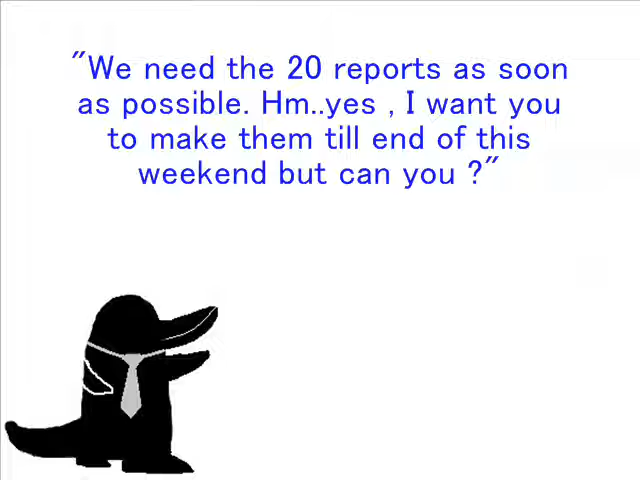 "We need the 20 reports as soon
as possible. Hm..yes , I want you
to make them till end of this
weekend but can you ?"